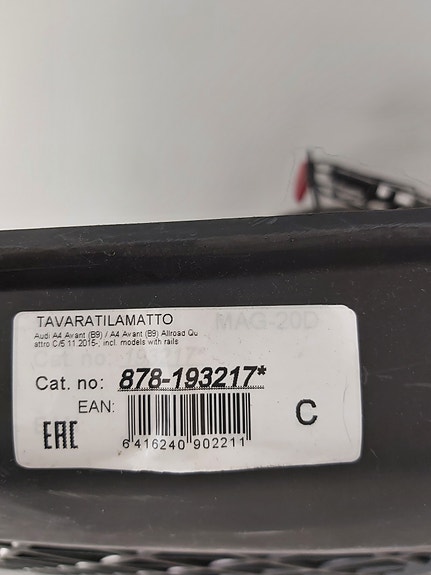 TAVARATILAMATTO
MAG-20D
Audi A4 Avant (B9) / A4 Avant (B9) Allroad Qu
attro C/5 11.2015-, incl. models with rails
Cat. no: 878-193217*
EAN:
C
EAC
6 416240 902211